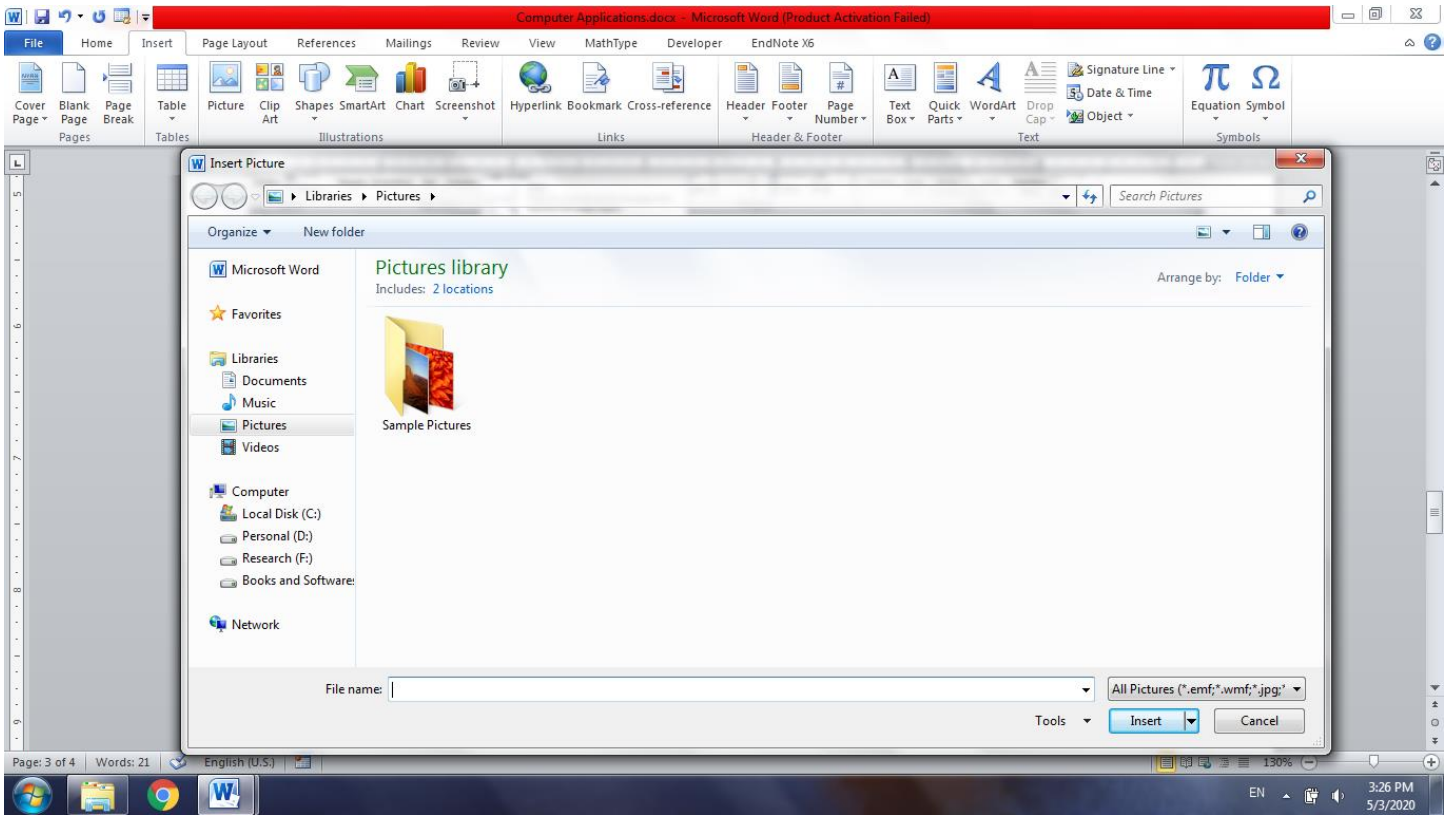 Computer Applications.docx - Microsoft Word (Product Activation Failed)
File Home Insert Page Layout References Mailings Review View MathType Developer EndNote X6
Cover Page Blank Page Page Break Table Picture Clip Art Shapes SmartArt Chart Screenshot Hyperlink Bookmark Cross-reference Header Footer Page Number Text Box Quick Parts WordArt Drop Cap Signature Line Date & Time Object Equation Symbol
Pages Tables Illustrations Links Header & Footer Text Symbols
Insert Picture
Libraries Pictures Search Pictures
Organize New folder
Microsoft Word
Pictures library
Includes: 2 locations
Arrange by: Folder
Favorites
Libraries
Documents
Music
Pictures
Videos
Sample Pictures
Computer
Local Disk (C:)
Personal (D:)
Research (F:)
Books and Softwares
Network
File name: All Pictures (*.emf;*.wmf;*.jpg;*
Tools Insert Cancel
Page: 3 of 4 Words: 21 English (U.S.) 130%
EN 3:26 PM
5/3/2020